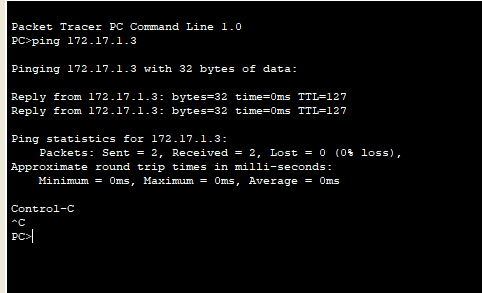 Packet Tracer PC Command Line 1.0
PC>ping 172.17.1.3
Pinging 172.17.1.3 with 32 bytes of data:
Reply from 172.17.1.3: bytes=32 time=0ms TTL=127
Reply from 172.17.1.3: bytes=32 time=0ms TTL=127
Ping statistics for 172.17.1.3:
    Packets: Sent = 2, Received = 2, Lost = 0 (0% loss),
Approximate round trip times in milli-seconds:
    Minimum = 0ms, Maximum = 0ms, Average = 0ms
Control-C
^C
PC>